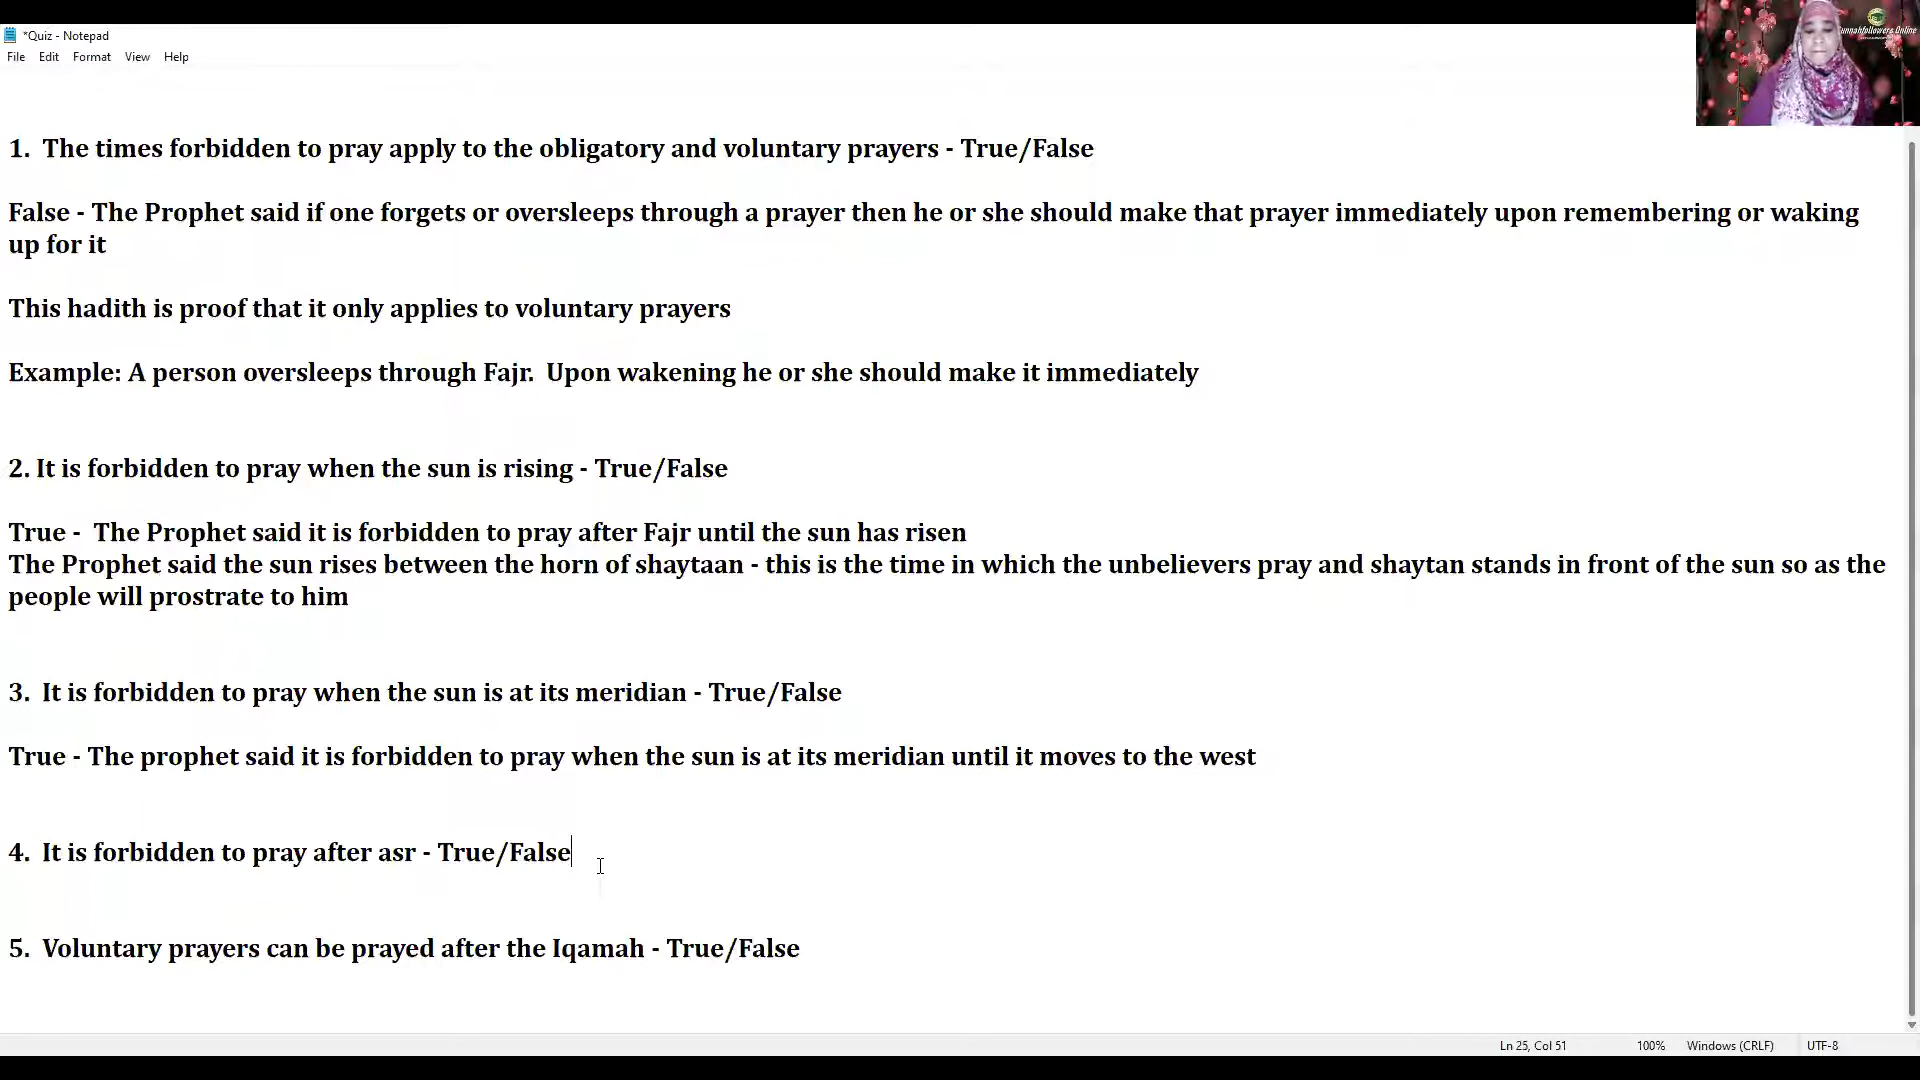 *Quiz - Notepad
File Edit Format View Help
unnahfollowers Online
1.  The times forbidden to pray apply to the obligatory and voluntary prayers - True/False
False - The Prophet said if one forgets or oversleeps through a prayer then he or she should make that prayer immediately upon remembering or waking
up for it
This hadith is proof that it only applies to voluntary prayers
Example: A person oversleeps through Fajr.  Upon wakening he or she should make it immediately
2. It is forbidden to pray when the sun is rising - True/False
True -  The Prophet said it is forbidden to pray after Fajr until the sun has risen
The Prophet said the sun rises between the horn of shaytaan - this is the time in which the unbelievers pray and shaytan stands in front of the sun so as the
people will prostrate to him
3.  It is forbidden to pray when the sun is at its meridian - True/False
True - The prophet said it is forbidden to pray when the sun is at its meridian until it moves to the west
4.  It is forbidden to pray after asr - True/False
5.  Voluntary prayers can be prayed after the Iqamah - True/False
Ln 25, Col 51 100% Windows (CRLF) UTF-8